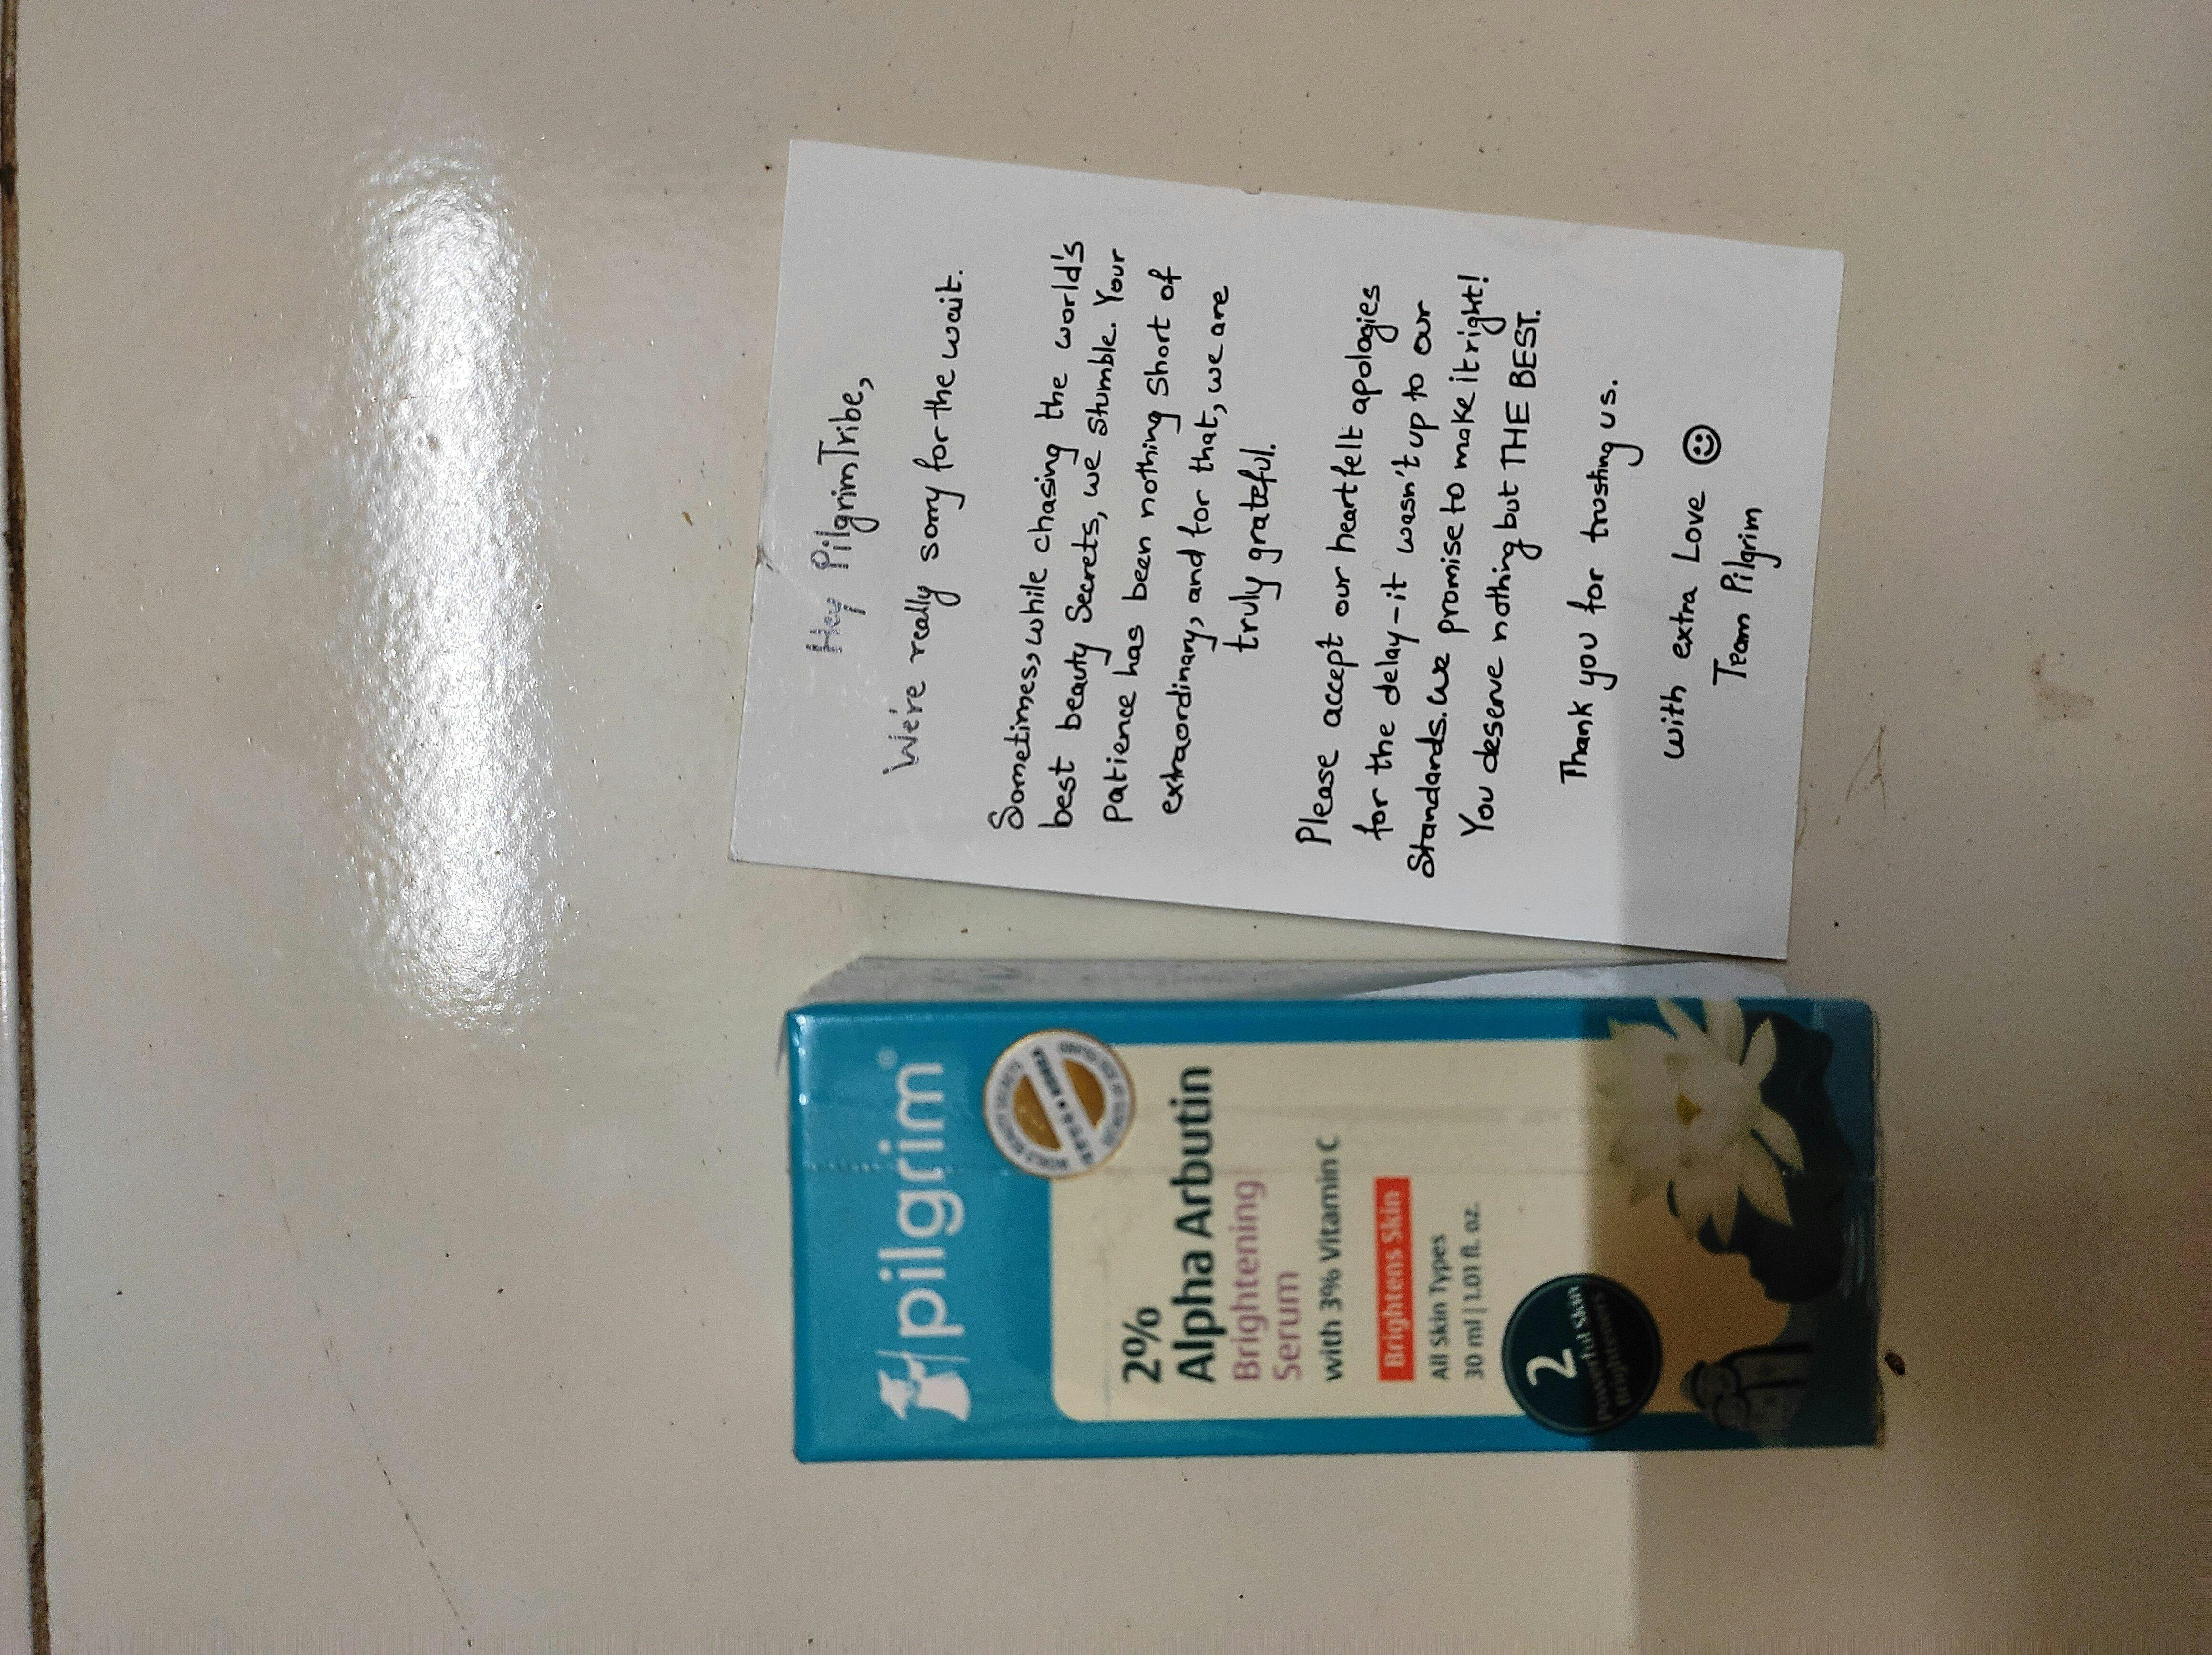 pilgrim®
2%
Alpha Arbutin
Brightening
Serum
with 3% Vitamin C
Brightens Skin
All Skin Types
30 ml | 1.01 fl. oz.
2
Powerful Skin
Brighteners
Hey PilgrimTribe,
We're really sorry for the wait.
Sometimes, while chasing the world's
best beauty Secrets, we stumble. Your
Patience has been nothing short of
extraordinary, and for that, we are
truly grateful.
Please accept our heartfelt apologies
for the delay-it wasn't up to our
Standards. We promise to make it right!
You deserve nothing but THE BEST.
Thank you for trusting us.
With extra Love
Team Pilgrim